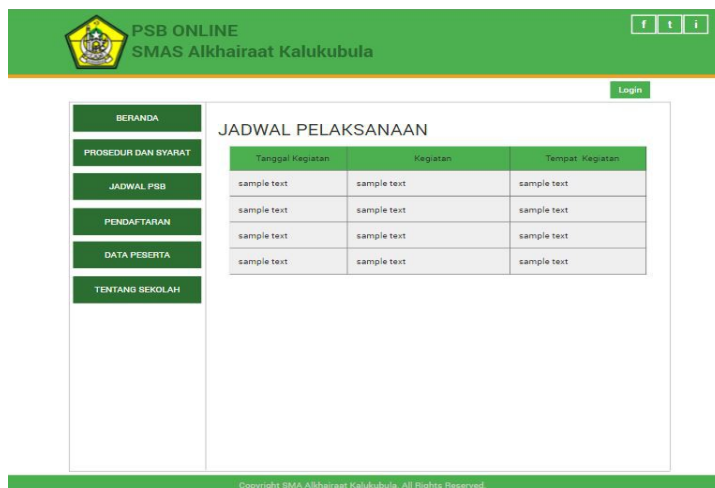 PSB ONLINE
SMAS Alkhairaat Kalukubula
f t i
Login
BERANDA
PROSEDUR DAN SYARAT
JADWAL PSB
PENDAFTARAN
DATA PESERTA
TENTANG SEKOLAH
JADWAL PELAKSANAAN
Tanggal Kegiatan Kegiatan Tempat Kegiatan
sample text sample text sample text
sample text sample text sample text
sample text sample text sample text
sample text sample text sample text
Copyright SMA Alkhairaat Kalukubula. All Rights Reserved.